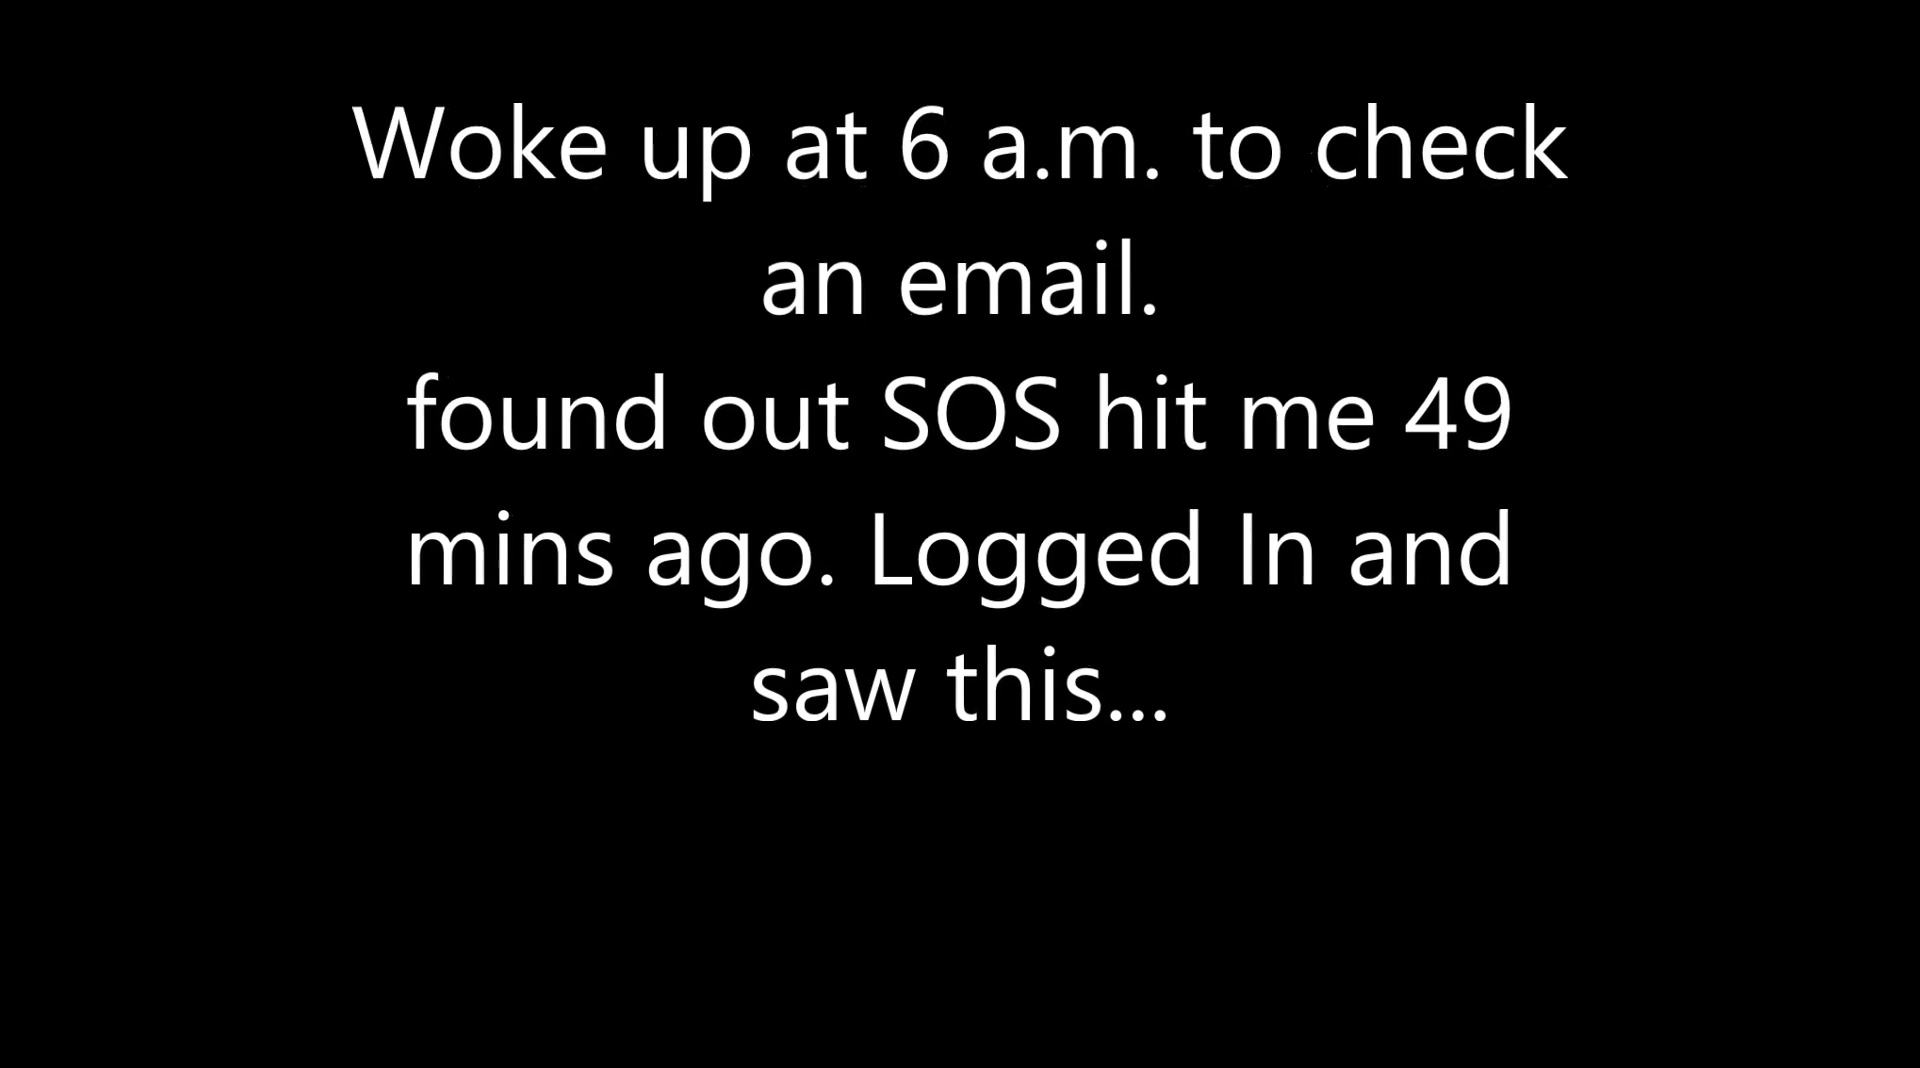 Woke up at 6 a.m. to check
an email.
found out SOS hit me 49
mins ago. Logged In and
saw this...